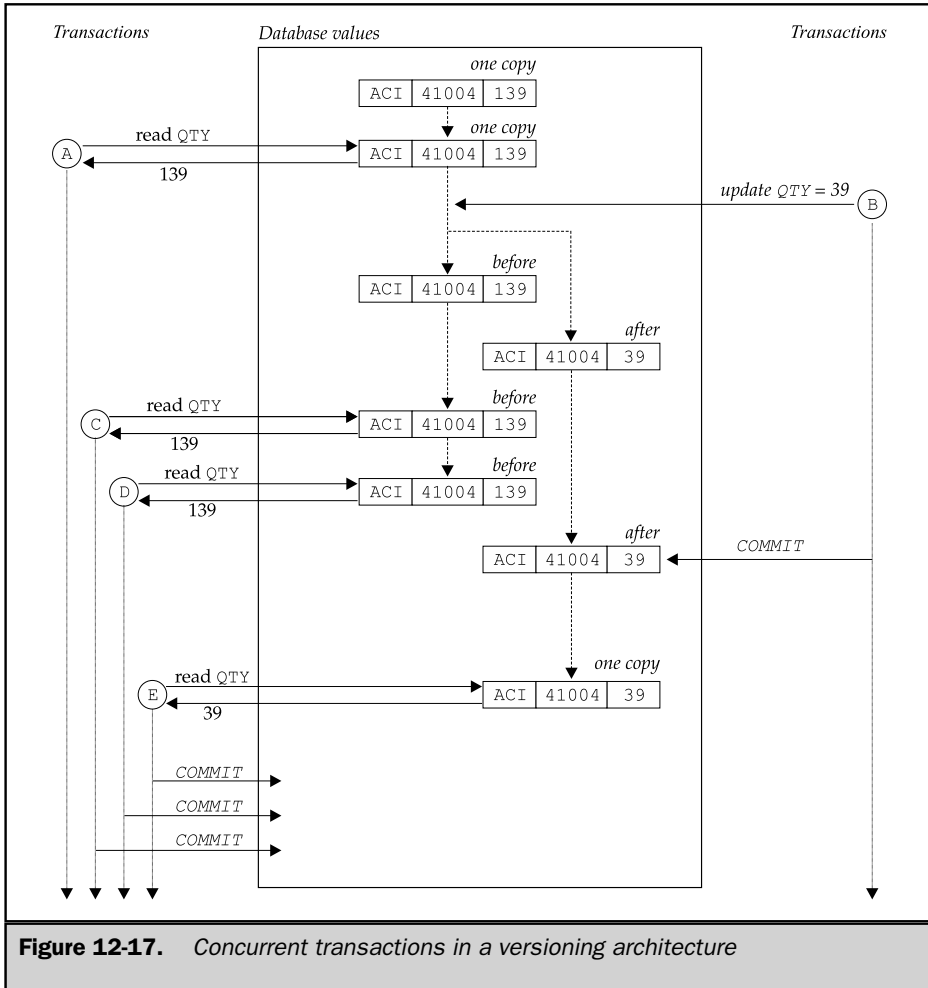 Transactions Database values Transactions
one copy
ACI 41004 139
one copy
read QTY
A ACI 41004 139
139
update QTY = 39 B
before
ACI 41004 139
after
ACI 41004 39
before
read QTY
C ACI 41004 139
139
before
read QTY
D ACI 41004 139
139
after
COMMIT
ACI 41004 39
one copy
read QTY
E ACI 41004 39
39
COMMIT
COMMIT
COMMIT
Figure 12-17. Concurrent transactions in a versioning architecture